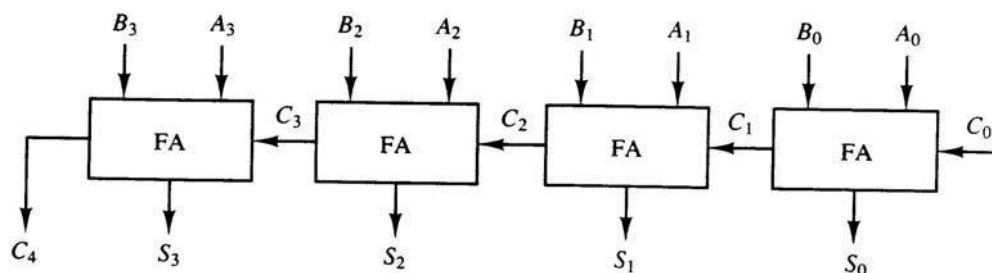 B₃ A₃ B₂ A₂ B₁ A₁ B₀ A₀
FA C₃ FA C₂ FA C₁ FA C₀
C₄ S₃ S₂ S₁ S₀